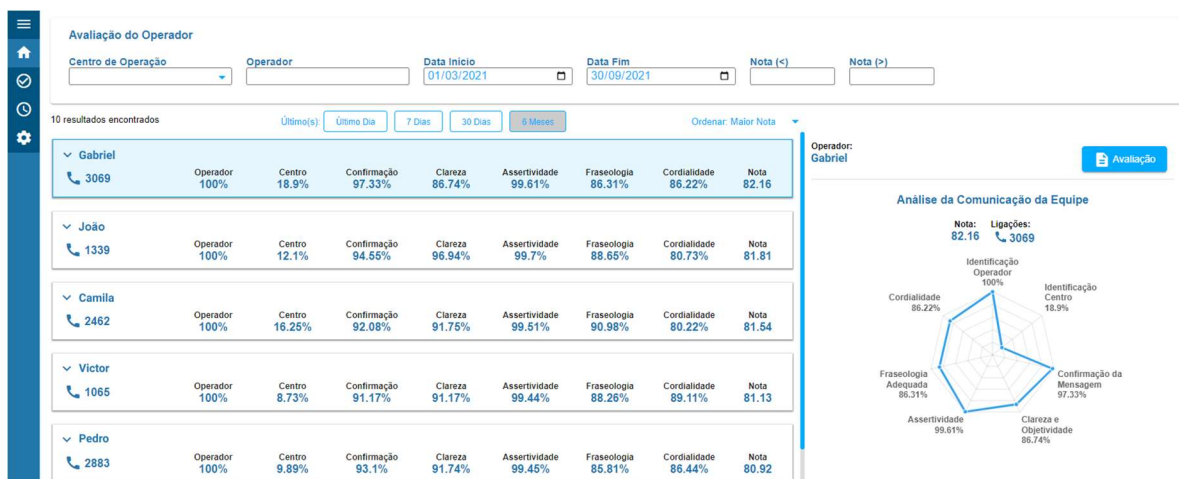 Avaliação do Operador
Centro de Operação Operador Data Início Data Fim Nota (<) Nota (>)
01/03/2021 30/09/2021
10 resultados encontrados Último(s): Último Dia 7 Dias 30 Dias 6 Meses Ordenar: Maior Nota
Gabriel
3069
Operador Centro Confirmação Clareza Assertividade Fraseologia Cordialidade Nota
100% 18.9% 97.33% 86.74% 99.61% 86.31% 86.22% 82.16
João
1339
Operador Centro Confirmação Clareza Assertividade Fraseologia Cordialidade Nota
100% 12.1% 94.55% 96.94% 99.7% 88.65% 80.73% 81.81
Camila
2462
Operador Centro Confirmação Clareza Assertividade Fraseologia Cordialidade Nota
100% 16.25% 92.08% 91.75% 99.51% 90.98% 80.22% 81.54
Victor
1065
Operador Centro Confirmação Clareza Assertividade Fraseologia Cordialidade Nota
100% 8.73% 91.17% 91.17% 99.44% 88.26% 89.11% 81.13
Pedro
2883
Operador Centro Confirmação Clareza Assertividade Fraseologia Cordialidade Nota
100% 9.89% 93.1% 91.74% 99.45% 85.81% 86.44% 80.92
Operador:
Gabriel
Avaliação
Análise da Comunicação da Equipe
Nota: Ligações:
82.16 3069
Identificação
Operador
100%
Identificação
Centro
18.9%
Confirmação da
Mensagem
97.33%
Clareza e
Objetividade
86.74%
Assertividade
99.61%
Fraseologia
Adequada
86.31%
Cordialidade
86.22%